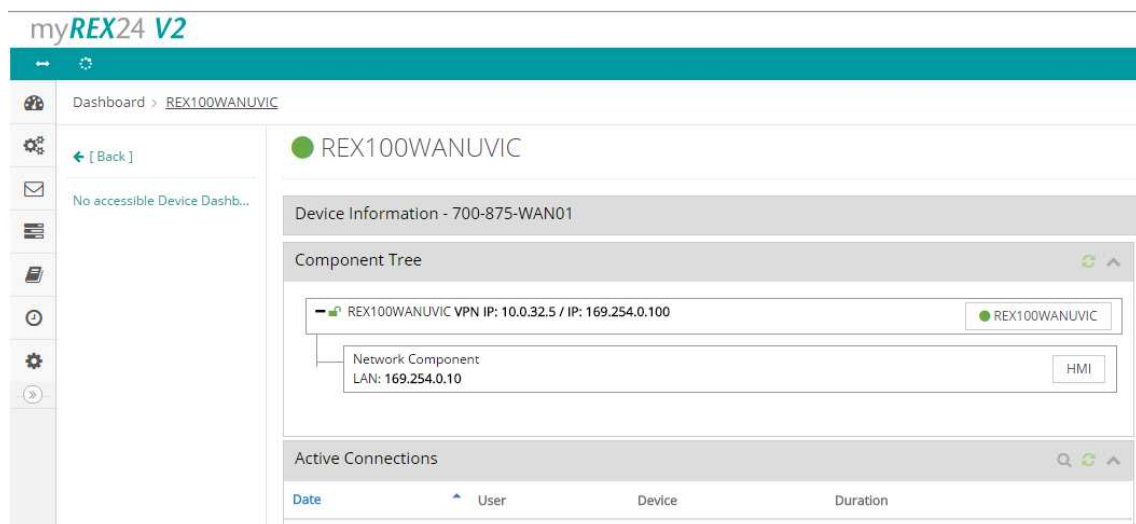 myREX24 V2
Dashboard > REX100WANUVIC
[ Back ]
No accessible Device Dashb...
REX100WANUVIC
Device Information - 700-875-WAN01
Component Tree
REX100WANUVIC VPN IP: 10.0.32.5 / IP: 169.254.0.100
REX100WANUVIC
Network Component
LAN: 169.254.0.10
HMI
Active Connections
Date User Device Duration